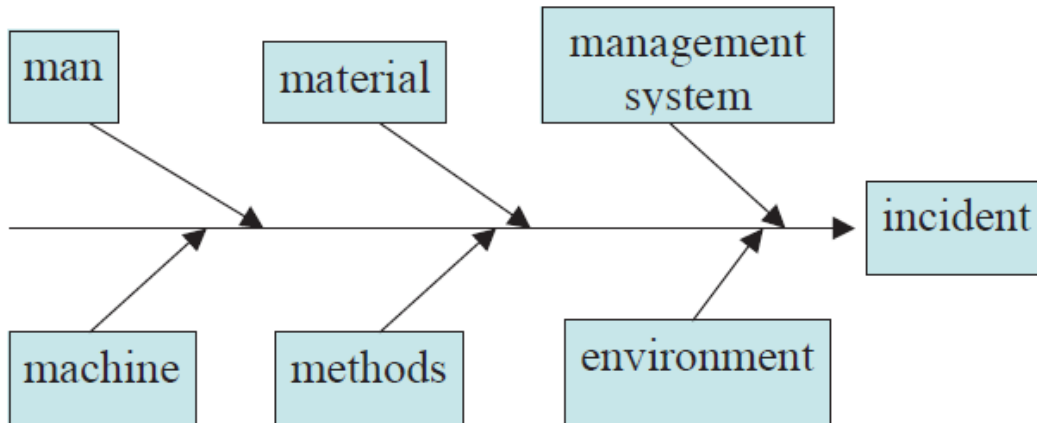 man
material
management
system
incident
machine
methods
environment